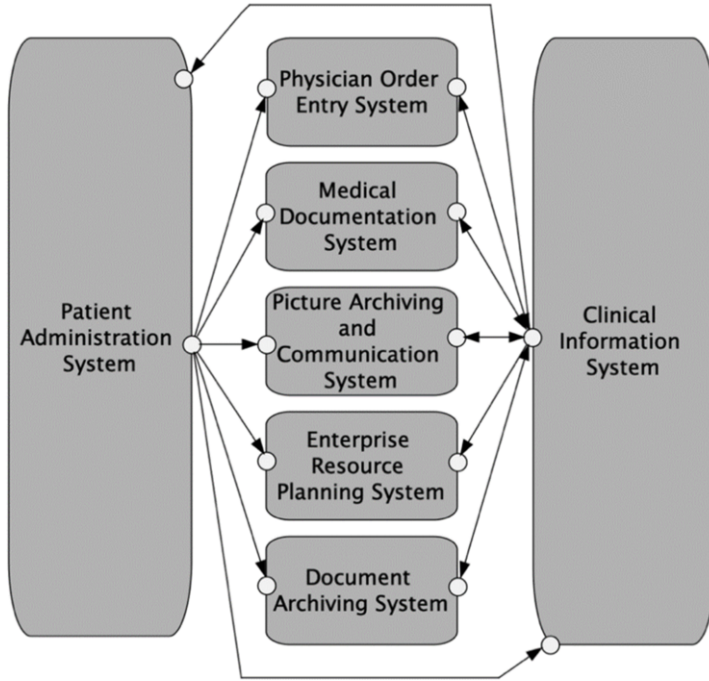 Physician Order
Entry System
Medical
Documentation
System
Patient
Administration
System
Picture Archiving
and
Communication
System
Clinical
Information
System
Enterprise
Resource
Planning System
Document
Archiving System